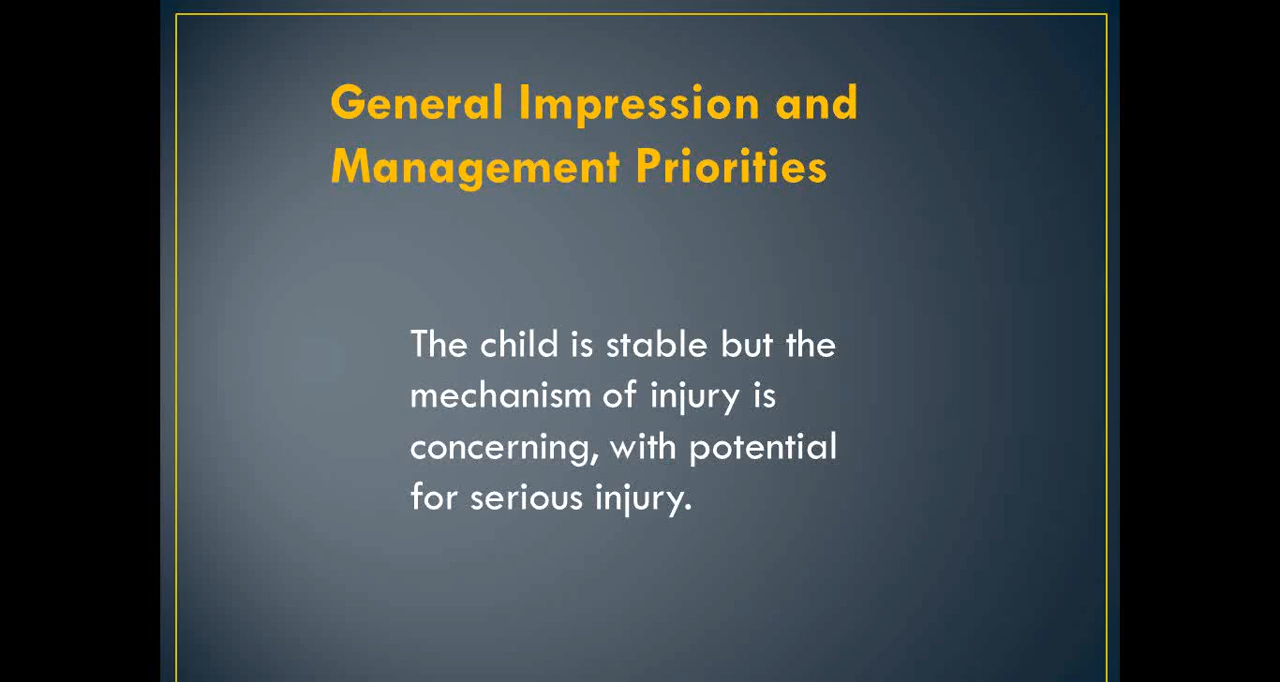 General Impression and
Management Priorities
The child is stable but the
mechanism of injury is
concerning, with potential
for serious injury.